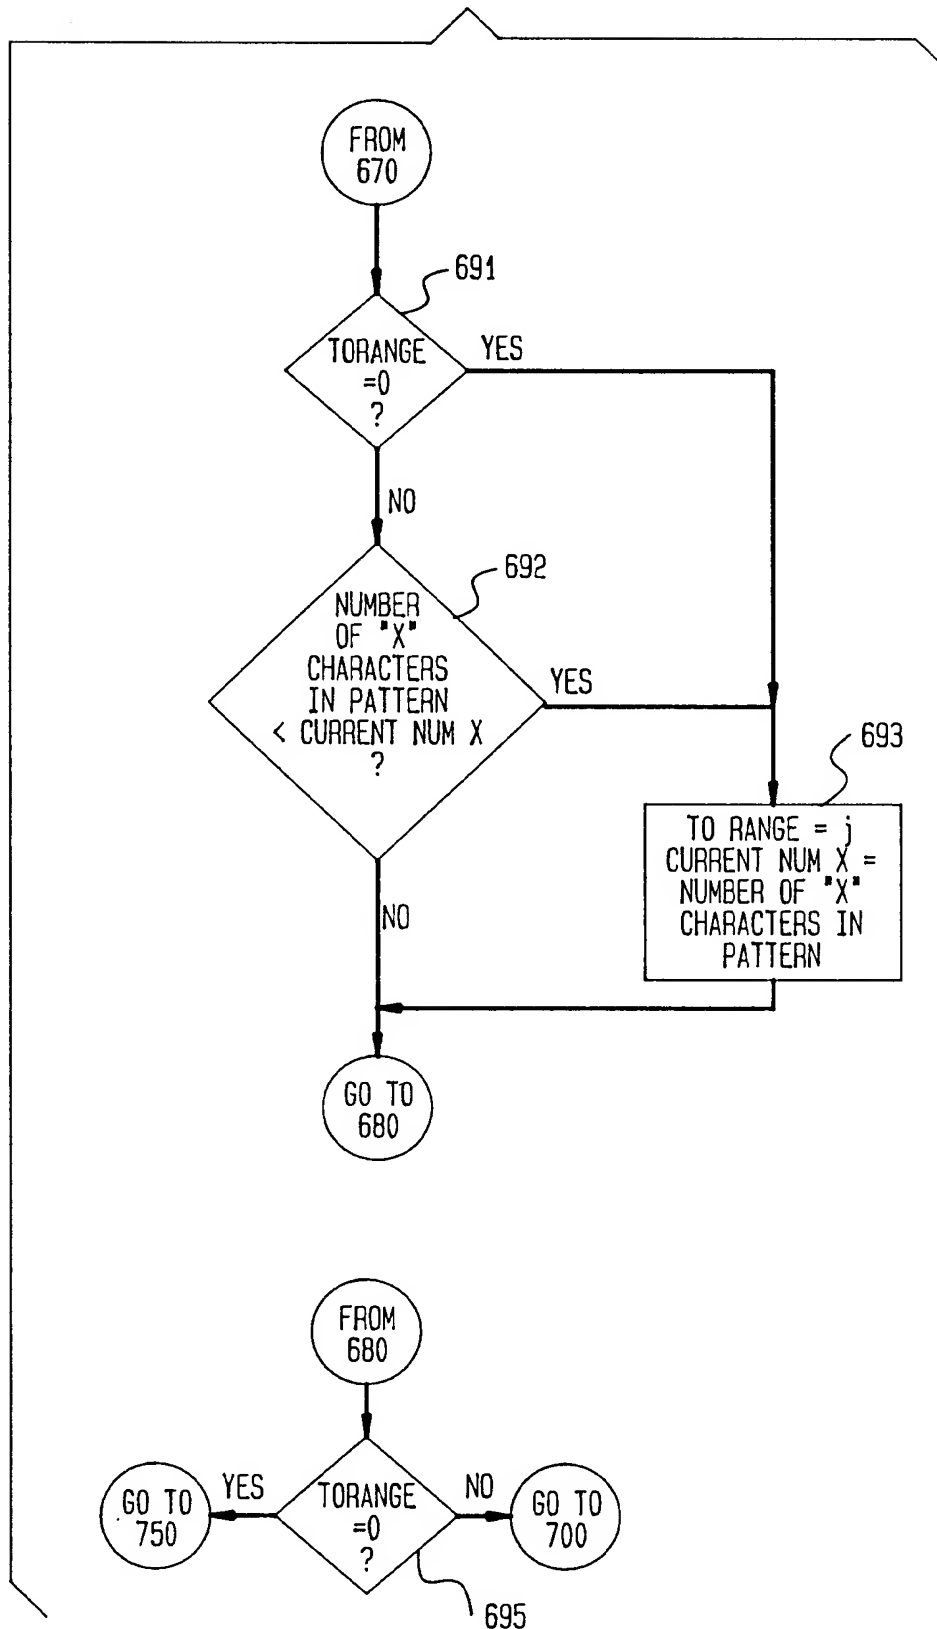 FROM
670
691
TORANGE
=0
?
YES
NO
692
NUMBER
OF "X"
CHARACTERS
IN PATTERN
< CURRENT NUM X
?
YES
693
TO RANGE = j
CURRENT NUM X =
NUMBER OF "X"
CHARACTERS IN
PATTERN
NO
GO TO
680
FROM
680
TORANGE
=0
?
YES
GO TO
750
NO
GO TO
700
695